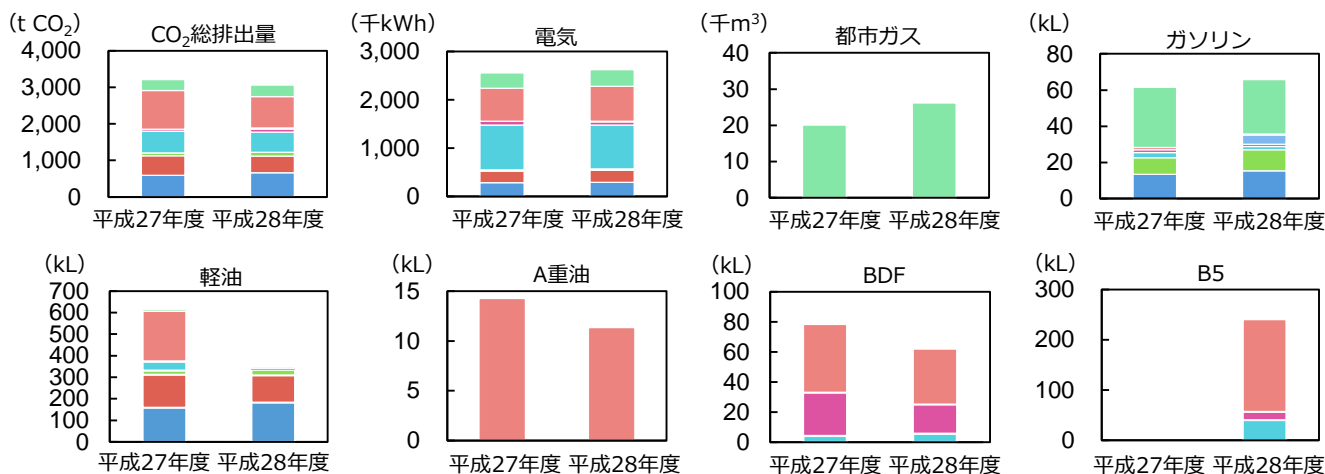 (t CO₂)
CO₂総排出量
4,000
3,000
2,000
1,000
0
平成27年度 平成28年度
(千kWh)
電気
3,000
2,000
1,000
0
平成27年度 平成28年度
(千m³)
都市ガス
40
30
20
10
0
平成27年度 平成28年度
(kL)
ガソリン
80
60
40
20
0
平成27年度 平成28年度
(kL)
軽油
700
600
500
400
300
200
100
0
平成27年度 平成28年度
(kL)
A重油
15
10
5
0
平成27年度 平成28年度
(kL)
BDF
100
80
60
40
20
0
平成27年度 平成28年度
(kL)
B5
300
200
100
0
平成27年度 平成28年度